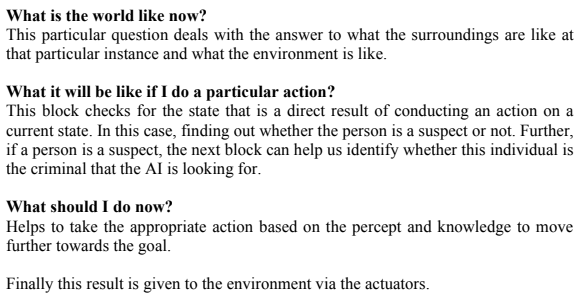 What is the world like now?
This particular question deals with the answer to what the surroundings are like at
that particular instance and what the environment is like.
What it will be like if I do a particular action?
This block checks for the state that is a direct result of conducting an action on a
current state. In this case, finding out whether the person is a suspect or not. Further,
if a person is a suspect, the next block can help us identify whether this individual is
the criminal that the AI is looking for.
What should I do now?
Helps to take the appropriate action based on the percept and knowledge to move
further towards the goal.
Finally this result is given to the environment via the actuators.